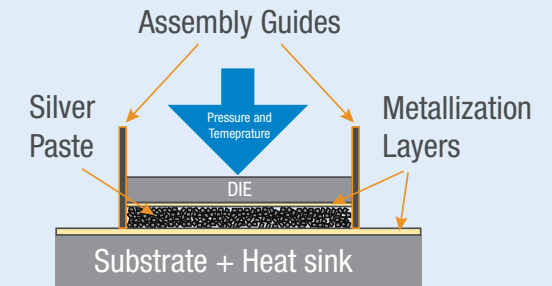 Assembly Guides
Silver
Paste
Pressure and
Temeprature
Metallization
Layers
DIE
Substrate + Heat sink